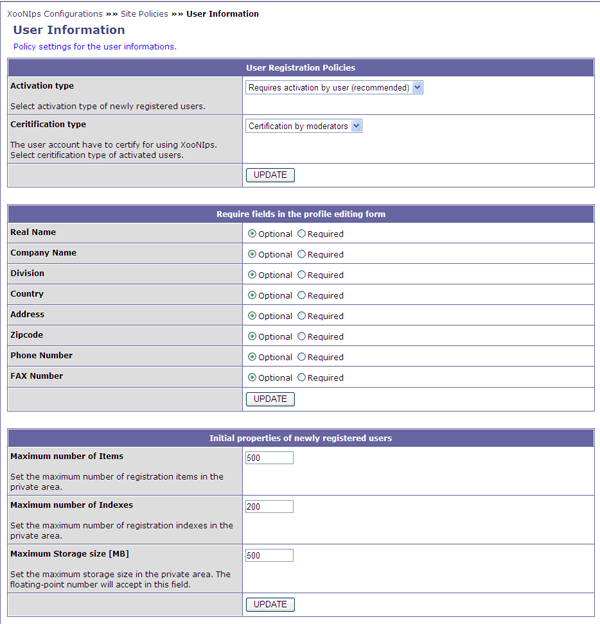 XooNIps Configurations »» Site Policies »» User Information
User Information
Policy settings for the user informations.
User Registration Policies
Activation type
Requires activation by user (recommended)
Select activation type of newly registered users.
Ceritification type
Certification by moderators
The user account have to certify for using XooNIps.
Select ceritification type of activated users.
UPDATE
Require fields in the profile editing form
Real Name Optional Required
Company Name Optional Required
Division Optional Required
Country Optional Required
Address Optional Required
Zipcode Optional Required
Phone Number Optional Required
FAX Number Optional Required
UPDATE
Initial properties of newly registered users
Maximum number of Items
500
Set the maximum number of registration items in the
private area.
Maximum number of Indexes
200
Set the maximum number of registration indexes in the
private area.
Maximum Storage size [MB]
500
Set the maximum storage size in the private area. The
floating-point number will accept in this field.
UPDATE